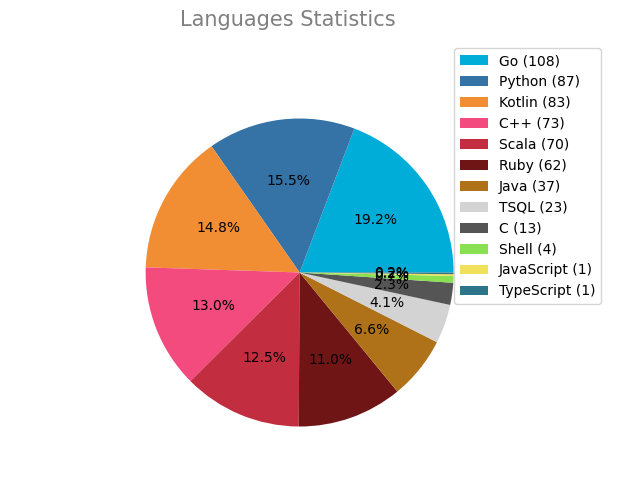 Languages Statistics
Go (108)
Python (87)
Kotlin (83)
C++ (73)
Scala (70)
Ruby (62)
Java (37)
TSQL (23)
C (13)
Shell (4)
JavaScript (1)
TypeScript (1)
19.2%
15.5%
14.8%
13.0%
12.5%
11.0%
6.6%
4.1%
2.3%
0.2%